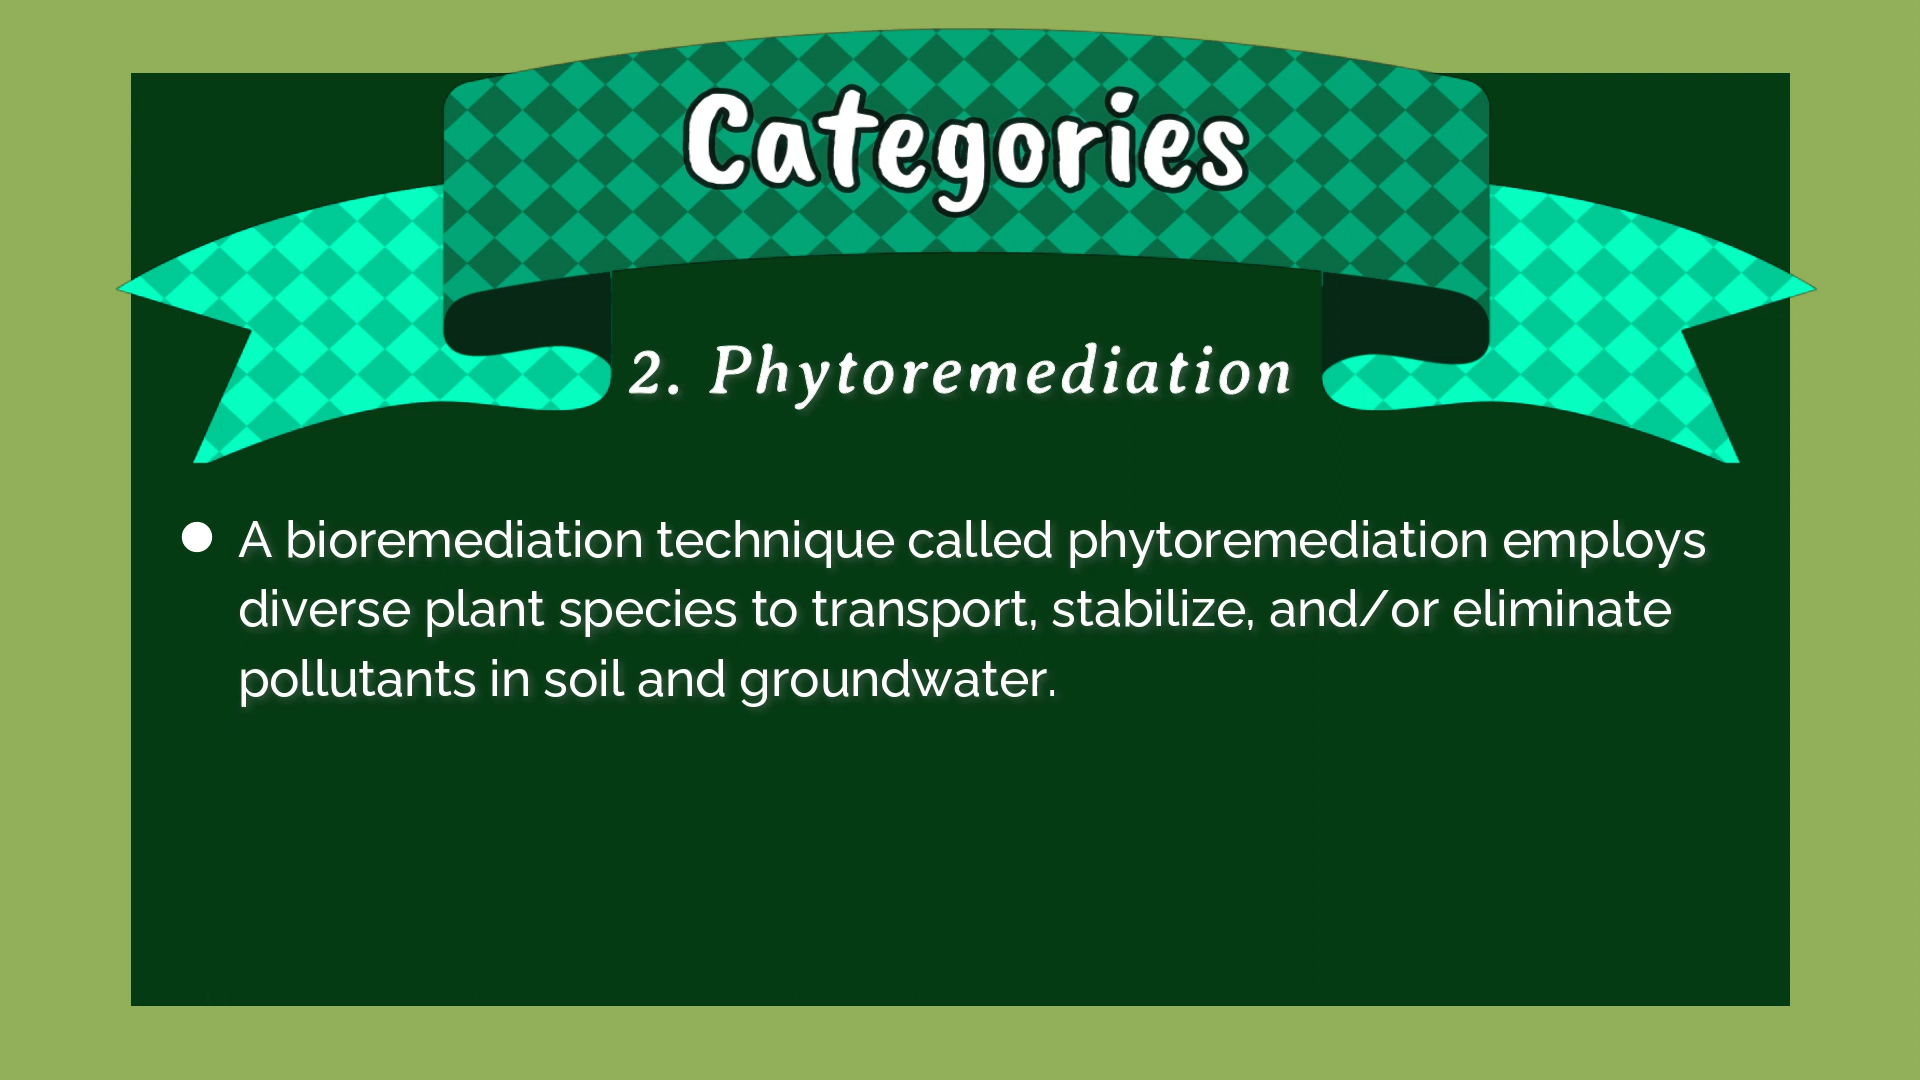 Categories
2. Phytoremediation
● A bioremediation technique called phytoremediation employs
diverse plant species to transport, stabilize, and/or eliminate
pollutants in soil and groundwater.